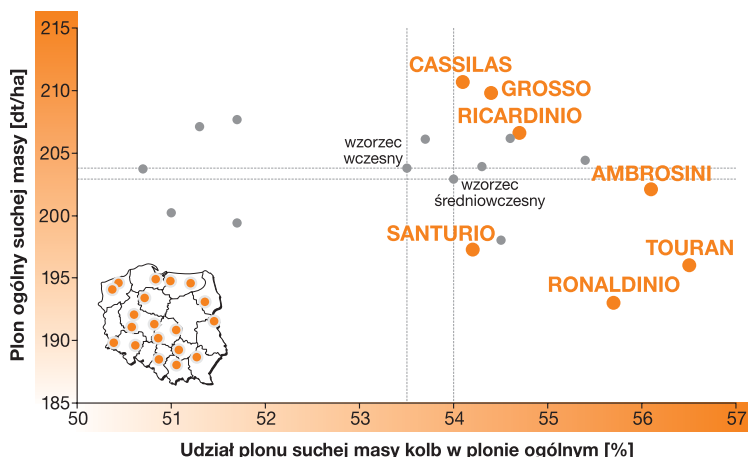 Plon ogólny suchej masy [dt/ha]
215
210
205
200
195
190
185
CASSILAS
GROSSO
RICARDINIO
wzorzec
wczesny
wzorzec
średniowczesny
AMBROSINI
SANTURIO
TOURAN
RONALDINIO
50
51
52
53
54
55
56
57
Udział plonu suchej masy kolb w plonie ogólnym [%]